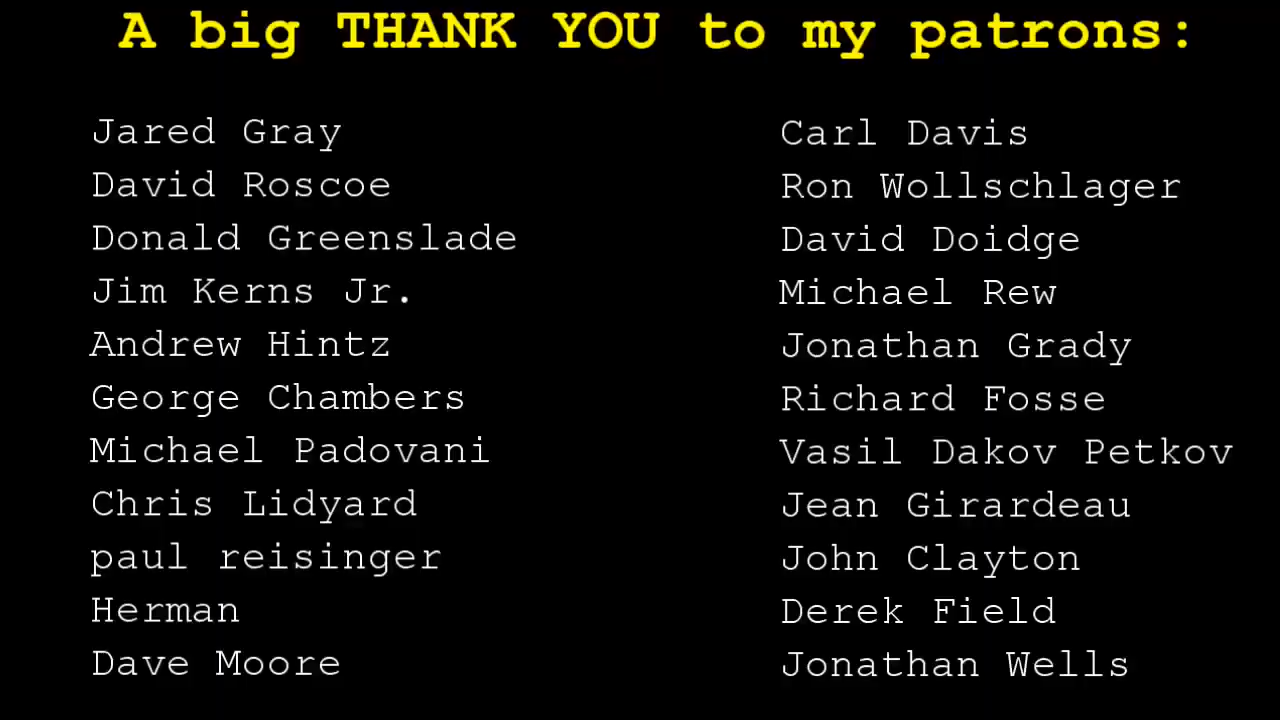 A big THANK YOU to my patrons:
Jared Gray
David Roscoe
Donald Greenslade
Jim Kerns Jr.
Andrew Hintz
George Chambers
Michael Padovani
Chris Lidyard
paul reisinger
Herman
Dave Moore
Carl Davis
Ron Wollschlager
David Doidge
Michael Rew
Jonathan Grady
Richard Fosse
Vasil Dakov Petkov
Jean Girardeau
John Clayton
Derek Field
Jonathan Wells